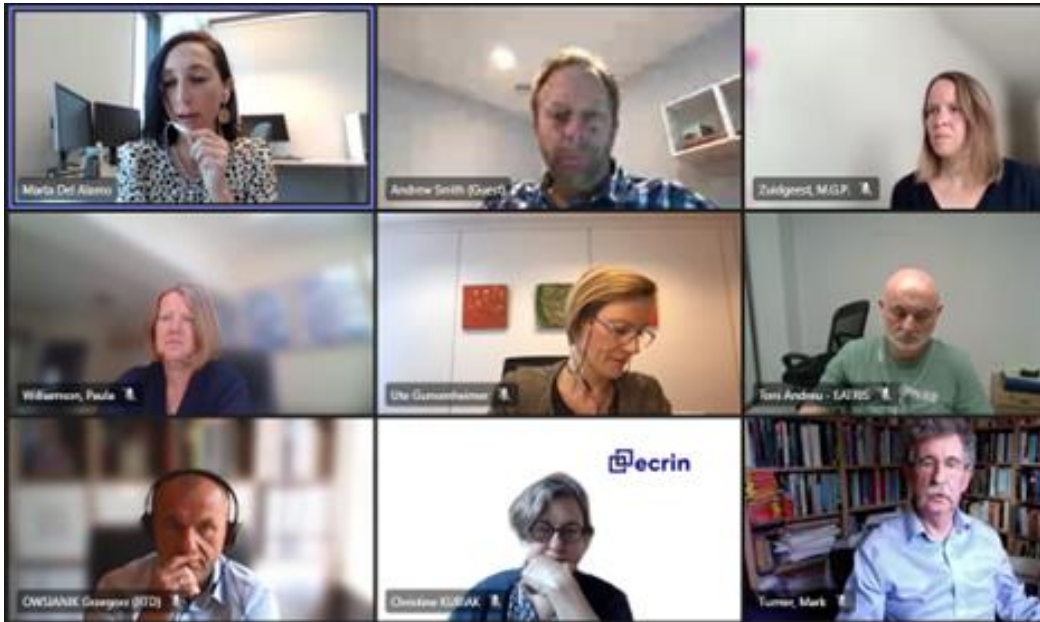 Marta Del Alamo
Andrew Smith (Guest)
Zuidgeest, M.G.P.
Williamson, Paula
Ute Gumsenheimer
Toni Andreu - EATRIS
ecrin
OWSIANIK Grzegorz (RTD)
Christine KUBIAK
Turner, Mark